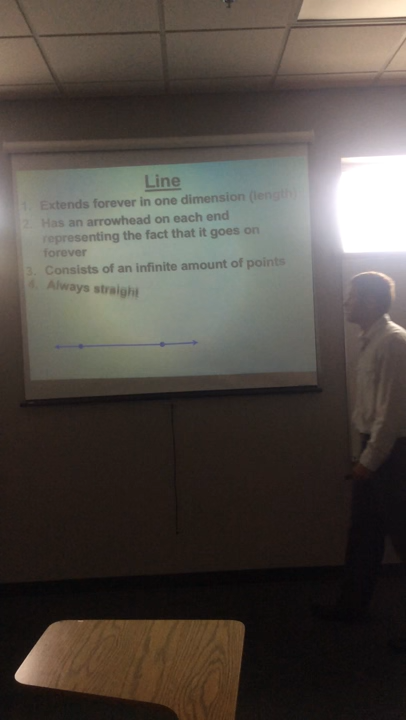 Line
1. Extends forever in one dimension (length)
2. Has an arrowhead on each end
representing the fact that it goes on
forever
3. Consists of an infinite amount of points
4. Always straight